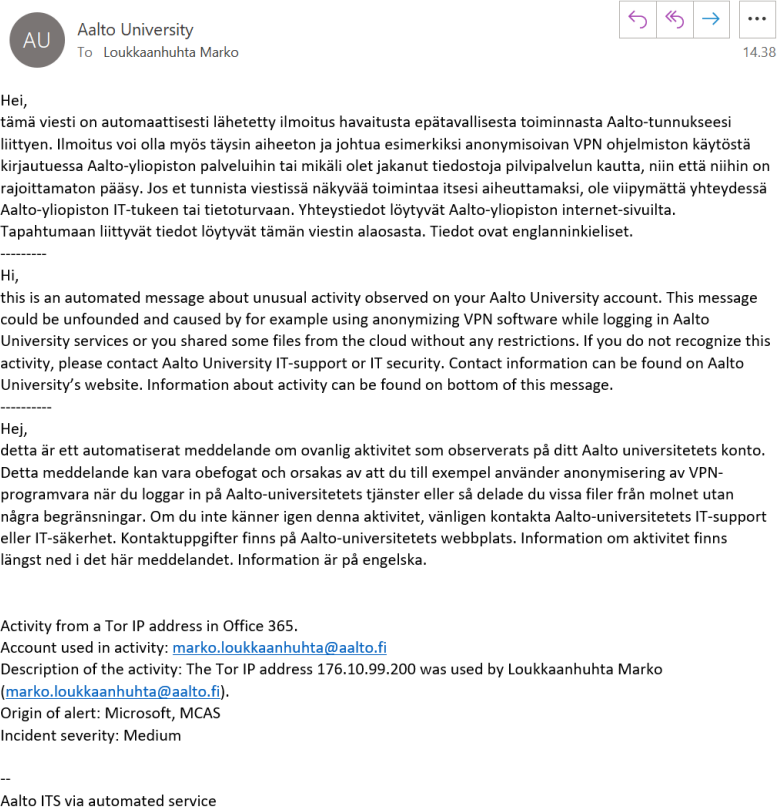 AU
Aalto University
To Loukkaanhuhta Marko
14.38
Hei,
tämä viesti on automaattisesti lähetetty ilmoitus havaitusta epätavallisesta toiminnasta Aalto-tunnukseesi
liittyen. Ilmoitus voi olla myös täysin aiheeton ja johtua esimerkiksi anonymisoivan VPN ohjelmiston käytöstä
kirjautuessa Aalto-yliopiston palveluihin tai mikäli olet jakanut tiedostoja pilvipalvelun kautta, niin että niihin on
rajoittamaton pääsy. Jos et tunnista viestissä näkyvää toimintaa itsesi aiheuttamaksi, ole viipymättä yhteydessä
Aalto-yliopiston IT-tukeen tai tietoturvaan. Yhteystiedot löytyvät Aalto-yliopiston internet-sivuilta.
Tapahtumaan liittyvät tiedot löytyvät tämän viestin alaosasta. Tiedot ovat englanninkieliset.
---------
Hi,
this is an automated message about unusual activity observed on your Aalto University account. This message
could be unfounded and caused by for example using anonymizing VPN software while logging in Aalto
University services or you shared some files from the cloud without any restrictions. If you do not recognize this
activity, please contact Aalto University IT-support or IT security. Contact information can be found on Aalto
University’s website. Information about activity can be found on bottom of this message.
----------
Hej,
detta är ett automatiserat meddelande om ovanlig aktivitet som observerats på ditt Aalto universitetets konto.
Detta meddelande kan vara obefogat och orsakas av att du till exempel använder anonymisering av VPN-
programvara när du loggar in på Aalto-universitetets tjänster eller så delade du vissa filer från molnet utan
några begränsningar. Om du inte känner igen denna aktivitet, vänligen kontakta Aalto-universitetets IT-support
eller IT-säkerhet. Kontaktuppgifter finns på Aalto-universitetets webbplats. Information om aktivitet finns
längst ned i det här meddelandet. Information är på engelska.
Activity from a Tor IP address in Office 365.
Account used in activity: marko.loukkaanhuhta@aalto.fi
Description of the activity: The Tor IP address 176.10.99.200 was used by Loukkaanhuhta Marko
(marko.loukkaanhuhta@aalto.fi).
Origin of alert: Microsoft, MCAS
Incident severity: Medium
--
Aalto ITS via automated service